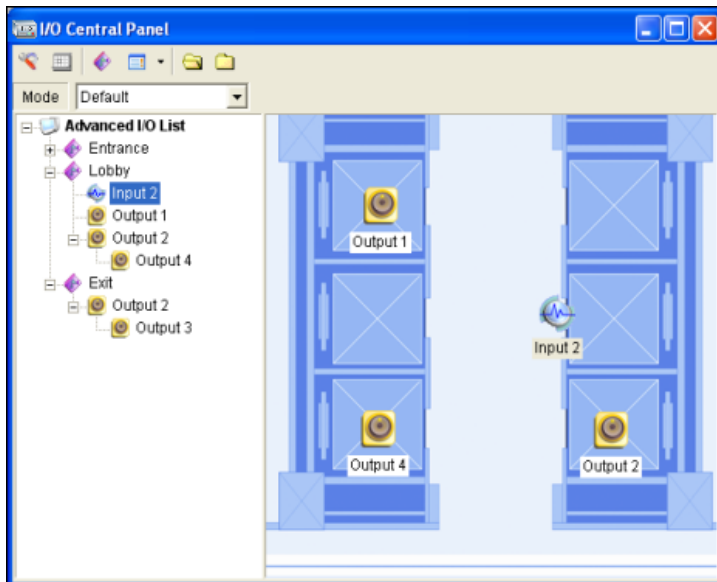 I/O Central Panel
Mode Default
Advanced I/O List
Entrance
Lobby
Input 2
Output 1
Output 2
Output 4
Exit
Output 2
Output 3
Output 1
Input 2
Output 4
Output 2